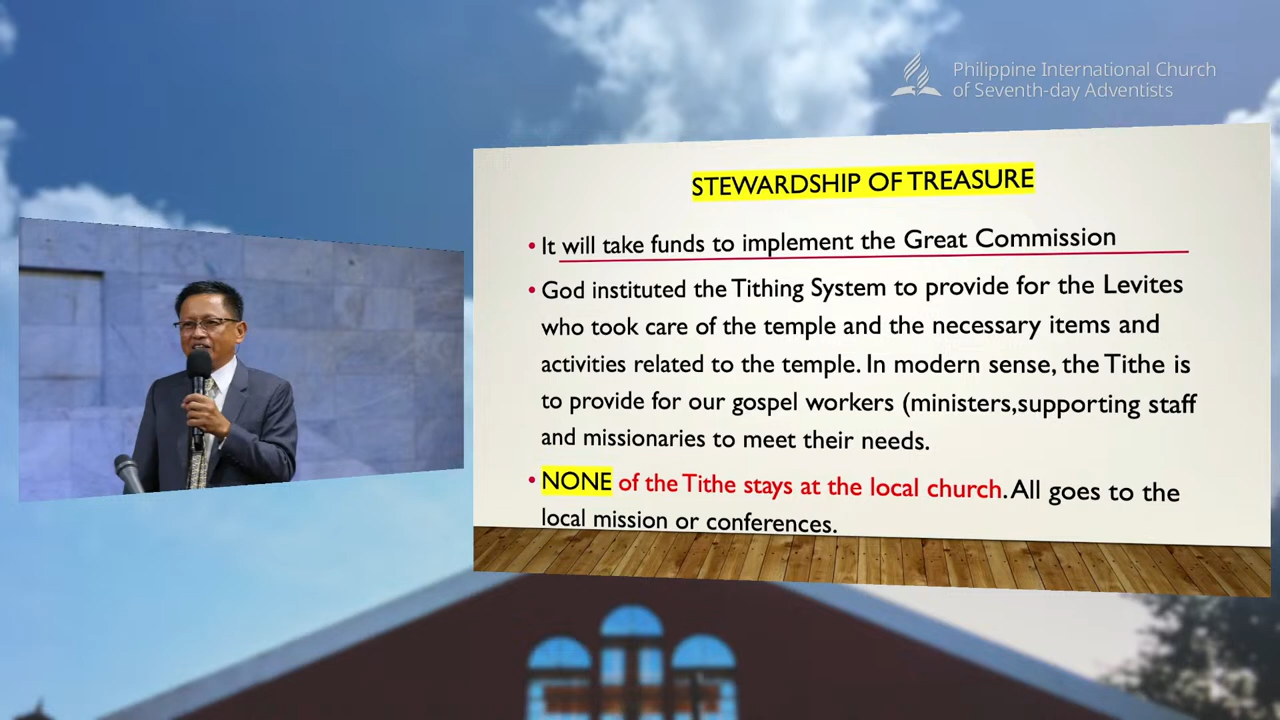 Philippine International Church
of Seventh-day Adventists
STEWARDSHIP OF TREASURE
• It will take funds to implement the Great Commission
• God instituted the Tithing System to provide for the Levites
who took care of the temple and the necessary items and
activities related to the temple. In modern sense, the Tithe is
to provide for our gospel workers (ministers,supporting staff
and missionaries to meet their needs.
• NONE of the Tithe stays at the local church. All goes to the
local mission or conferences.